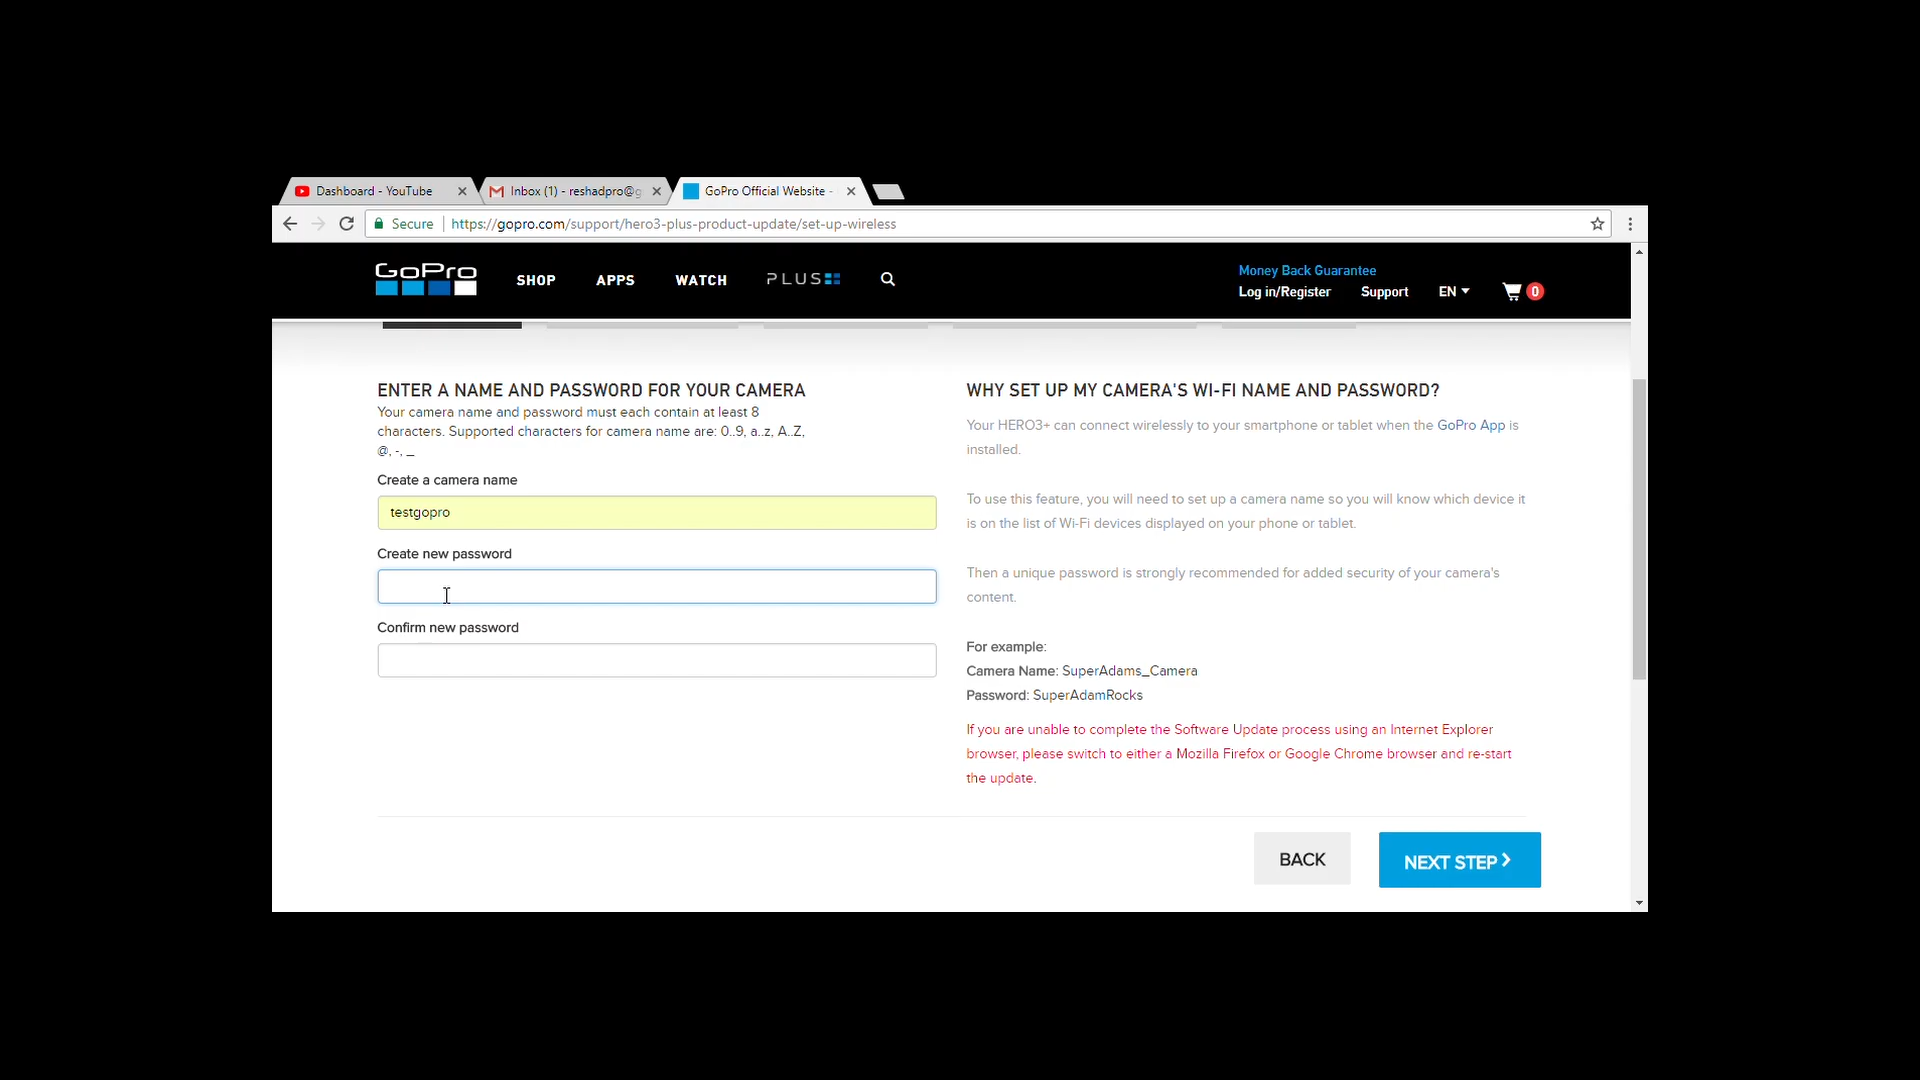 Dashboard - YouTube
Inbox (1) - reshadpro@g
GoPro Official Website -
Secure
https://gopro.com/support/hero3-plus-product-update/set-up-wireless
GoPro
SHOP
APPS
WATCH
PLUS
Money Back Guarantee
Log in/Register
Support
EN
0
ENTER A NAME AND PASSWORD FOR YOUR CAMERA
Your camera name and password must each contain at least 8
characters. Supported characters for camera name are: 0..9, a..z, A..Z,
@, -, _
Create a camera name
testgopro
Create new password
Confirm new password
WHY SET UP MY CAMERA'S WI-FI NAME AND PASSWORD?
Your HERO3+ can connect wirelessly to your smartphone or tablet when the GoPro App is
installed.
To use this feature, you will need to set up a camera name so you will know which device it
is on the list of Wi-Fi devices displayed on your phone or tablet.
Then a unique password is strongly recommended for added security of your camera's
content.
For example:
Camera Name: SuperAdams_Camera
Password: SuperAdamRocks
If you are unable to complete the Software Update process using an Internet Explorer
browser, please switch to either a Mozilla Firefox or Google Chrome browser and re-start
the update.
BACK
NEXT STEP